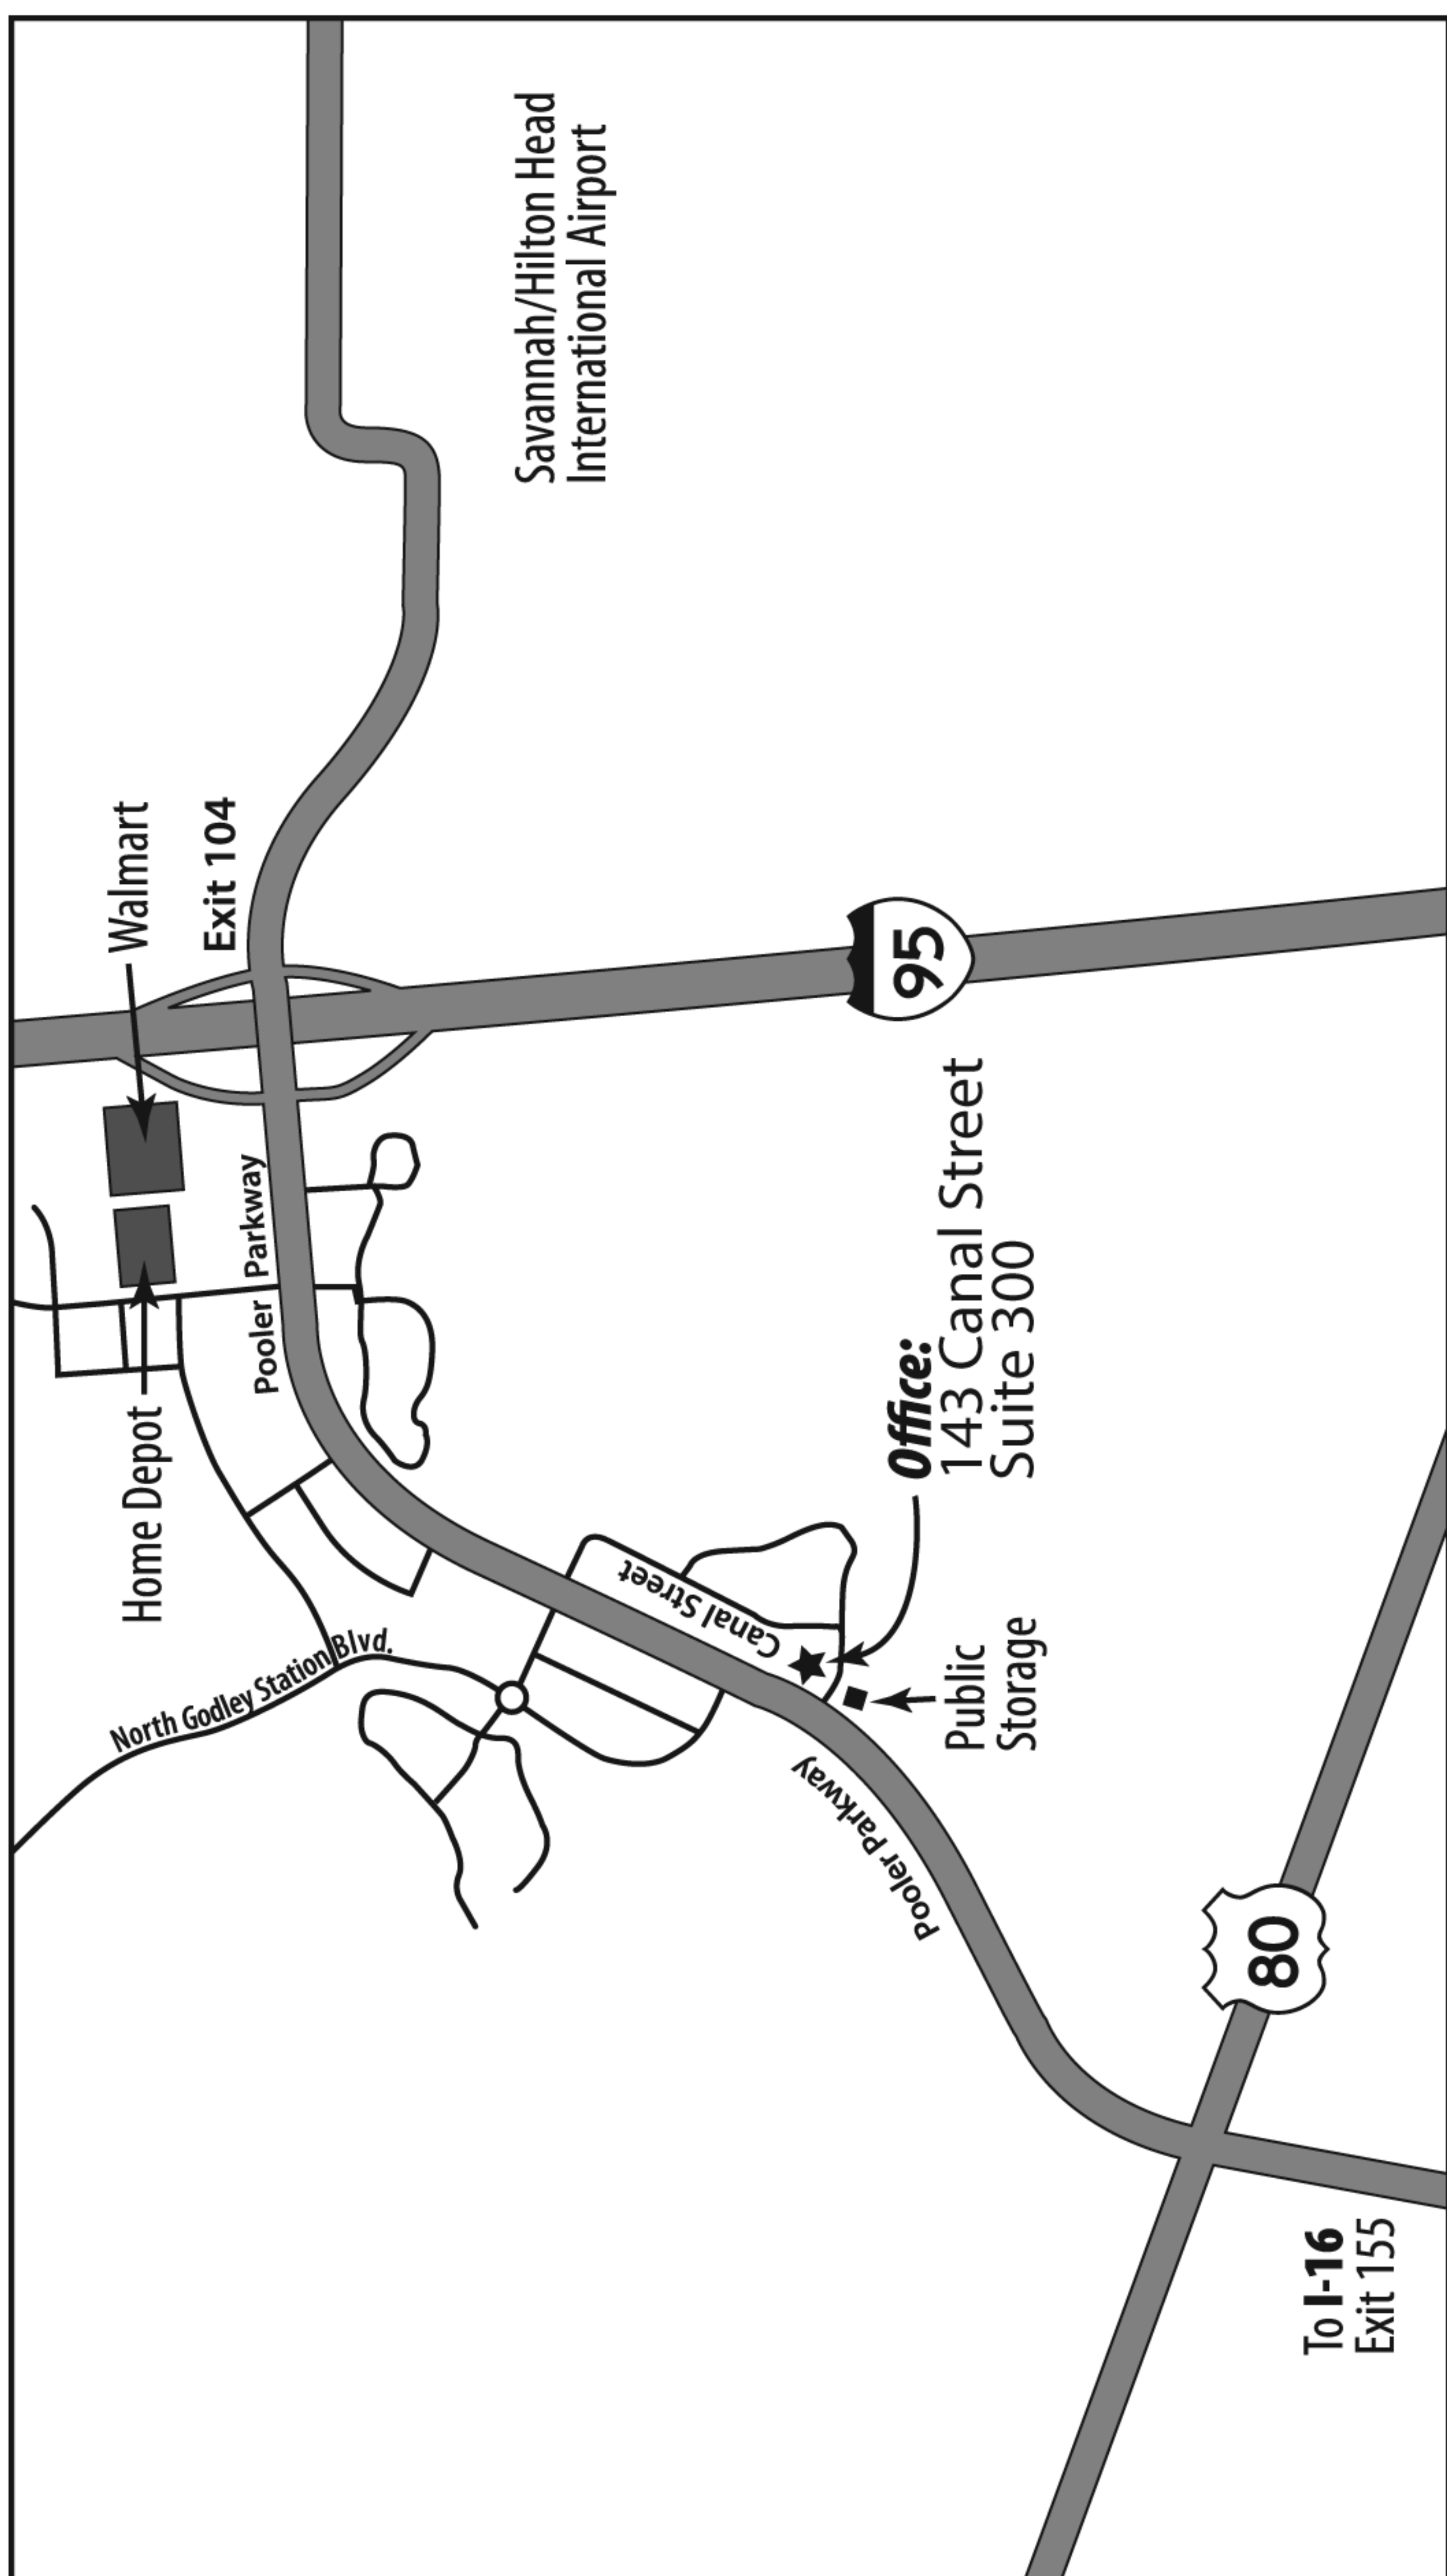 Walmart
Exit 104
Savannah/Hilton Head
International Airport
Home Depot
Pooler Parkway
North Godley Station Blvd.
95
Canal Street
Office:
143 Canal Street
Suite 300
Public
Storage
Pooler Parkway
80
To I-16
Exit 155